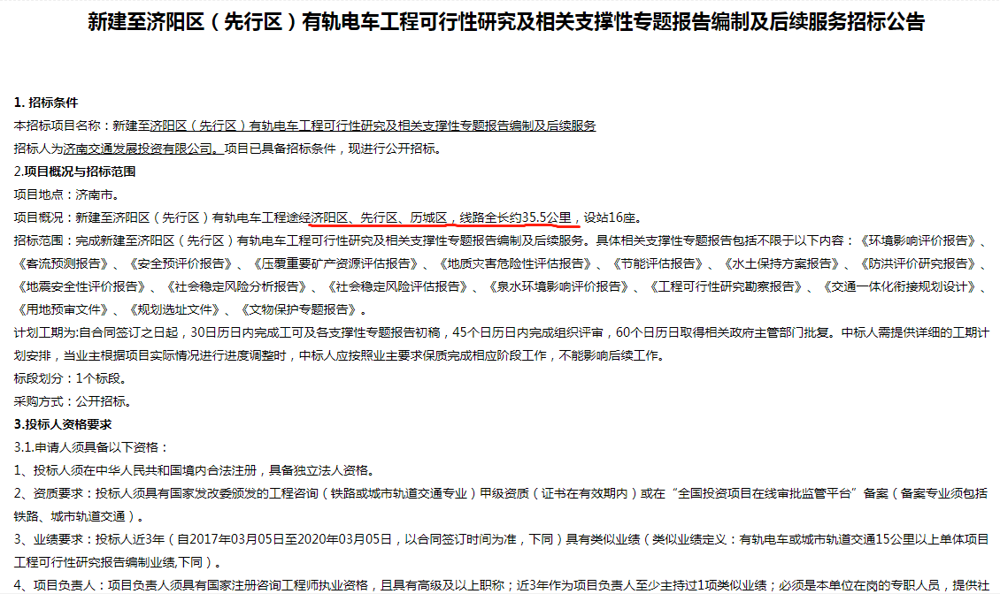 新建至济阳区（先行区）有轨电车工程可行性研究及相关支撑性专题报告编制及后续服务招标公告
1. 招标条件
本招标项目名称：新建至济阳区（先行区）有轨电车工程可行性研究及相关支撑性专题报告编制及后续服务
招标人为济南交通发展投资有限公司。项目已具备招标条件，现进行公开招标。
2.项目概况与招标范围
项目地点：济南市。
项目概况：新建至济阳区（先行区）有轨电车工程途经济阳区、先行区、历城区，线路全长约35.5公里，设站16座。
招标范围：完成新建至济阳区（先行区）有轨电车工程可行性研究及相关支撑性专题报告编制及后续服务。具体相关支撑性专题报告包括不限于以下内容：《环境影响评价报告》、
《客流预测报告》、《安全预评价报告》、《压覆重要矿产资源评估报告》、《地质灾害危险性评估报告》、《节能评估报告》、《水土保持方案报告》、《防洪评价研究报告》、
《地震安全性评价报告》、《社会稳定风险分析报告》、《社会稳定风险评估报告》、《泉水环境影响评价报告》、《工程可行性研究勘察报告》、《交通一体化衔接规划设计》、
《用地预审文件》、《规划选址文件》、《文物保护专题报告》。
计划工期为:自合同签订之日起，30日历日内完成工可及各支撑性专题报告初稿，45个日历日内完成组织评审，60个日历日取得相关政府主管部门批复。中标人需提供详细的工期计
划安排，当业主根据项目实际情况进行进度调整时，中标人应按照业主要求保质完成相应阶段工作，不能影响后续工作。
标段划分：1个标段。
采购方式：公开招标。
3.投标人资格要求
3.1.申请人须具备以下资格：
1、投标人须在中华人民共和国境内合法注册，具备独立法人资格。
2、资质要求：投标人须具有国家发改委颁发的工程咨询（铁路或城市轨道交通专业）甲级资质（证书在有效期内）或在“全国投资项目在线审批监管平台”备案（备案专业须包括
铁路、城市轨道交通）。
3、业绩要求：投标人近3年（自2017年03月05日至2020年03月05日，以合同签订时间为准，下同）具有类似业绩（类似业绩定义：有轨电车或城市轨道交通15公里以上单体项目
工程可行性研究报告编制业绩,下同）。
4、项目负责人：项目负责人须具有国家注册咨询工程师执业资格，且具有高级及以上职称；近3年作为项目负责人至少主持过1项类似业绩；必须是本单位在岗的专职人员，提供社